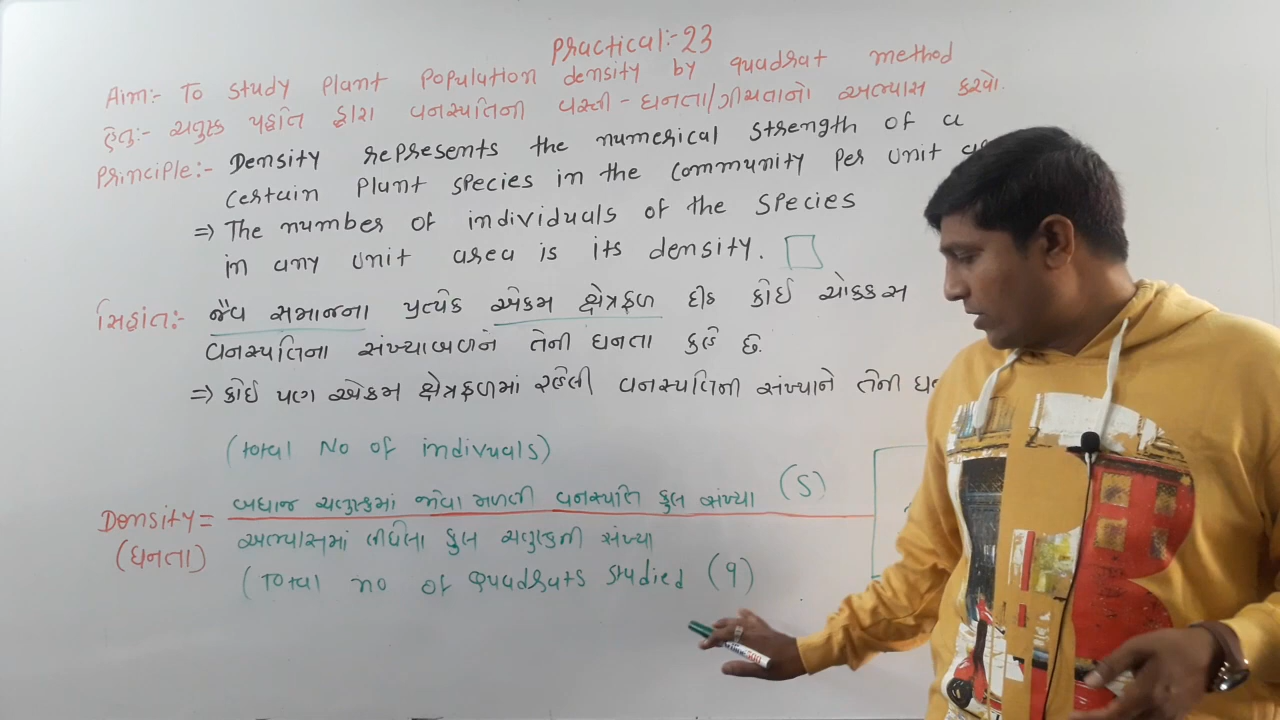 Practical:-23
Aim:- To study Plant Population density by quadrat method
હેતુ:- ચતુષ્ક પદ્ધતિ દ્વારા વનસ્પતિની વસ્તી - ઘનતા/ગીચતાનો અભ્યાસ કરવો.
Principle:- Density represents the numerical strength of a
certain Plant species in the community Per Unit
⇒ The number of individuals of the species
in any unit area is its density.
સિદ્ધાંત:- જૈવ સમાજના પ્રત્યેક એકમ ક્ષેત્રફળ દીઠ કોઈ ચોક્કસ
વનસ્પતિના સંખ્યાબળને તેની ઘનતા કહે છે.
⇒ કોઈ પણ એકમ ક્ષેત્રફળમાં રહેલી વનસ્પતિની સંખ્યાને તેની
(Total No of indivuals)
બધાજ ચતુષ્કમાં જોવા મળતી વનસ્પતિ કુલ સંખ્યા (S)
Density =
અભ્યાસમાં લીધેલા કુલ ચતુષ્કની સંખ્યા
(ઘનતા)
(Total no of quadrats studied (q)